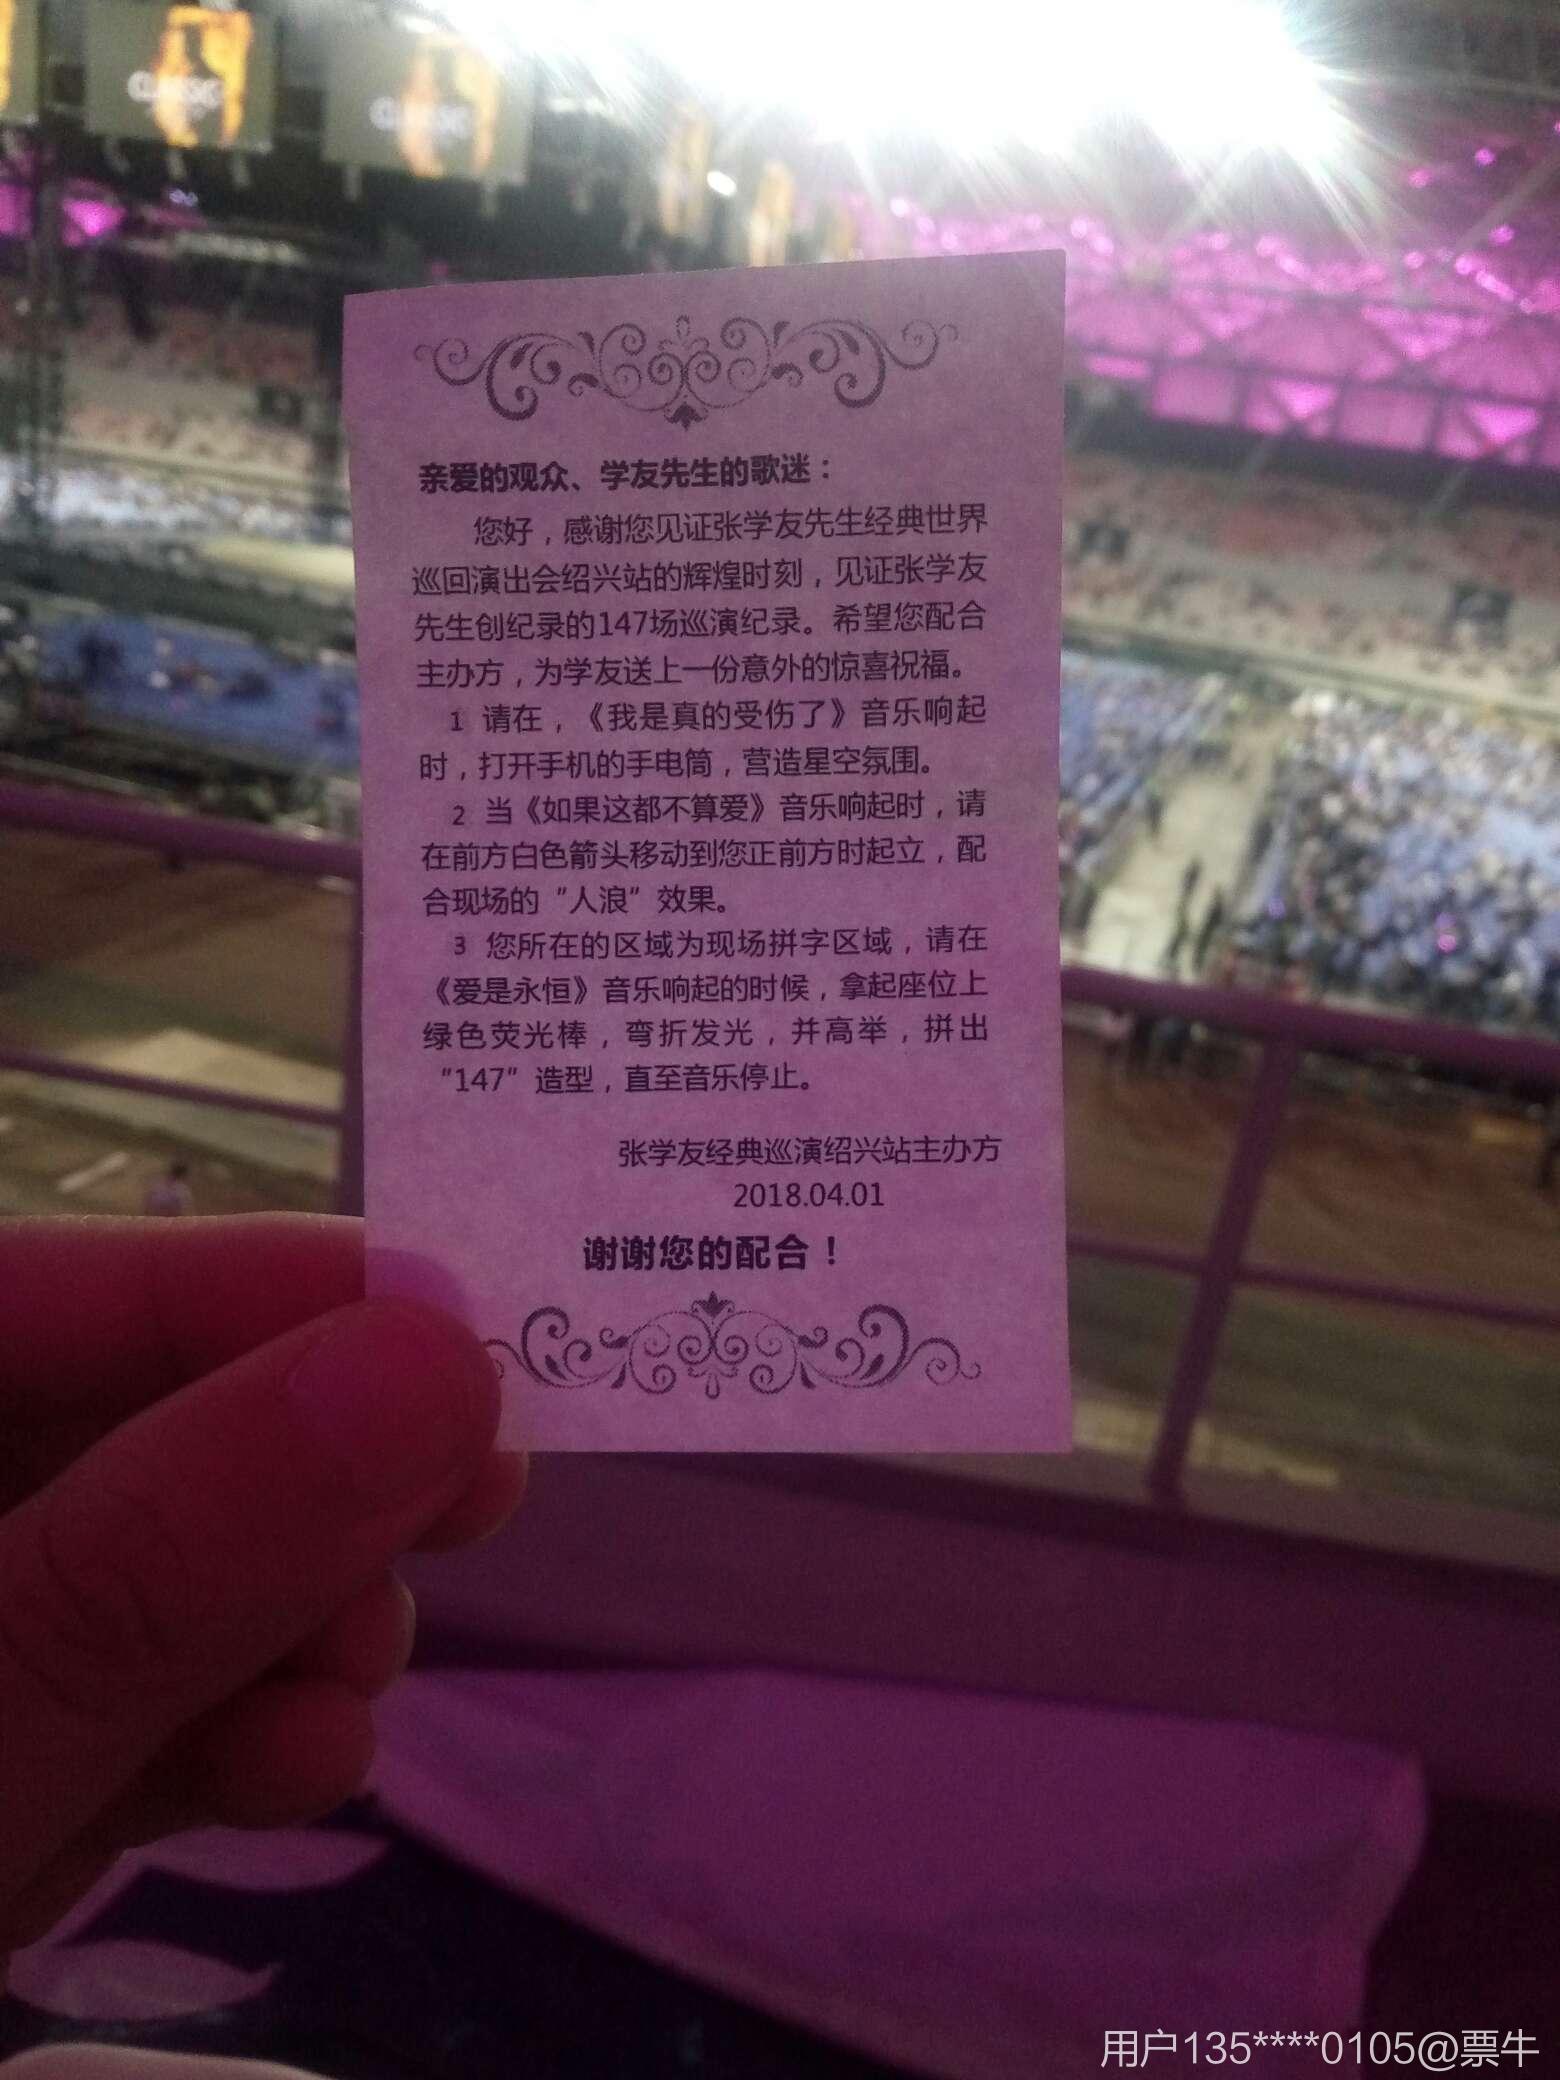 CLASSIC
CLASSIC
亲爱的观众、学友先生的歌迷：
您好，感谢您见证张学友先生经典世界
巡回演出会绍兴站的辉煌时刻，见证张学友
先生创纪录的147场巡演纪录。希望您配合
主办方，为学友送上一份意外的惊喜祝福。
1 请在，《我是真的受伤了》音乐响起
时，打开手机的手电筒，营造星空氛围。
2 当《如果这都不算爱》音乐响起时，请
在前方白色箭头移动到您正前方时起立，配
合现场的“人浪”效果。
3 您所在的区域为现场拼字区域，请在
《爱是永恒》音乐响起的时候，拿起座位上
绿色荧光棒，弯折发光，并高举，拼出
“147”造型，直至音乐停止。
张学友经典巡演绍兴站主办方
2018.04.01
谢谢您的配合！
用户135****0105@票牛